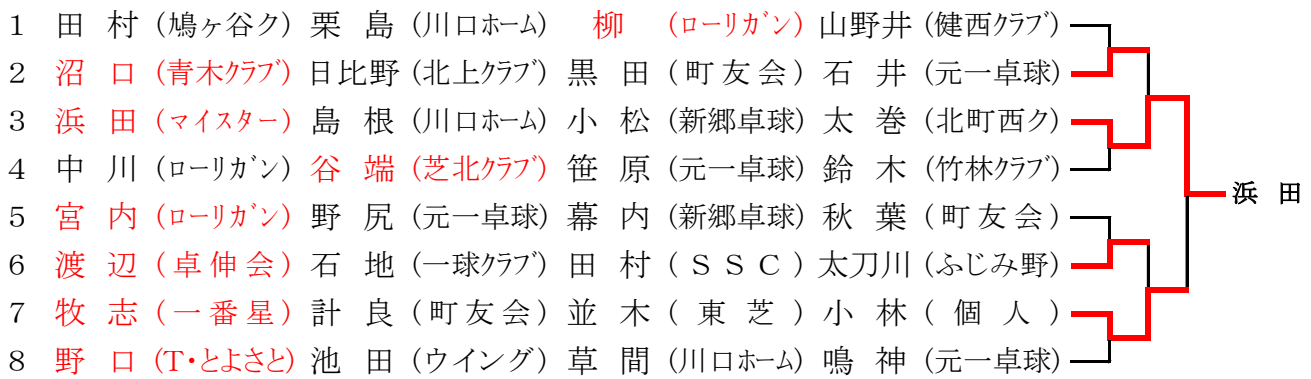 1 田 村 (鳩ヶ谷ク) 栗 島 (川口ホーム) 柳 (ローリガン) 山野井 (健西クラブ)
2 沼 口 (青木クラブ) 日比野 (北上クラブ) 黒 田 (町友会) 石 井 (元一卓球)
3 浜 田 (マイスター) 島 根 (川口ホーム) 小 松 (新郷卓球) 太 巻 (北町西ク)
4 中 川 (ローリガン) 谷 端 (芝北クラブ) 笹 原 (元一卓球) 鈴 木 (竹林クラブ)
浜 田
5 宮 内 (ローリガン) 野 尻 (元一卓球) 幕 内 (新郷卓球) 秋 葉 (町友会)
6 渡 辺 (卓伸会) 石 地 (一球クラブ) 田 村 (SSC) 太刀川 (ふじみ野)
7 牧 志 (一番星) 計 良 (町友会) 並 木 (東芝) 小 林 (個人)
8 野 口 (T・とよさと) 池 田 (ウイング) 草 間 (川口ホーム) 鳴 神 (元一卓球)